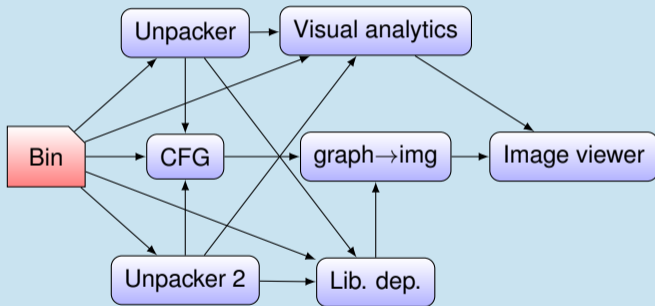 Unpacker
Visual analytics
Bin
CFG
graph→img
Image viewer
Unpacker 2
Lib. dep.